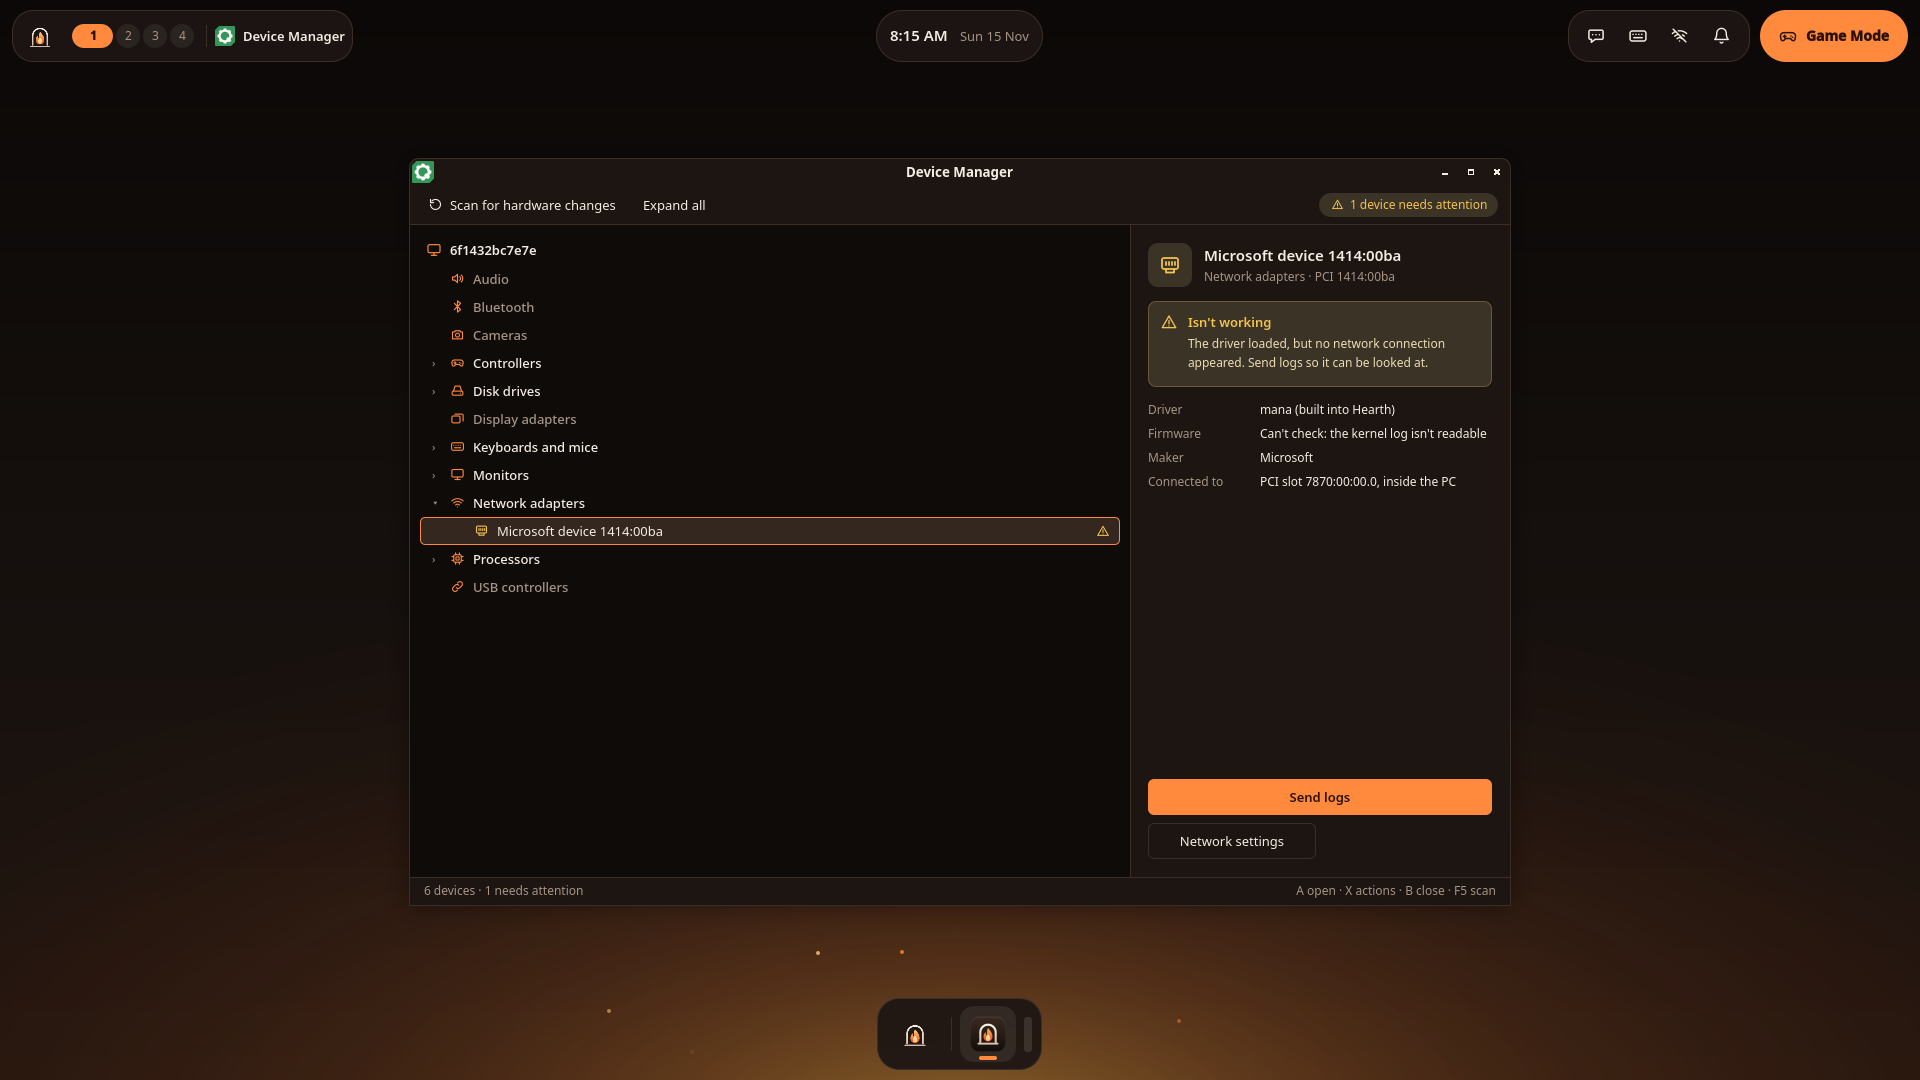 1 2 3 4 Device Manager
8:15 AM Sun 15 Nov
Game Mode
Device Manager
Scan for hardware changes Expand all
1 device needs attention
6f1432bc7e7e
Audio
Bluetooth
Cameras
Controllers
Disk drives
Display adapters
Keyboards and mice
Monitors
Network adapters
Microsoft device 1414:00ba
Processors
USB controllers
Microsoft device 1414:00ba
Network adapters · PCI 1414:00ba
Isn't working
The driver loaded, but no network connection
appeared. Send logs so it can be looked at.
Driver mana (built into Hearth)
Firmware Can't check: the kernel log isn't readable
Maker Microsoft
Connected to PCI slot 7870:00:00.0, inside the PC
Send logs
Network settings
6 devices · 1 needs attention
A open · X actions · B close · F5 scan